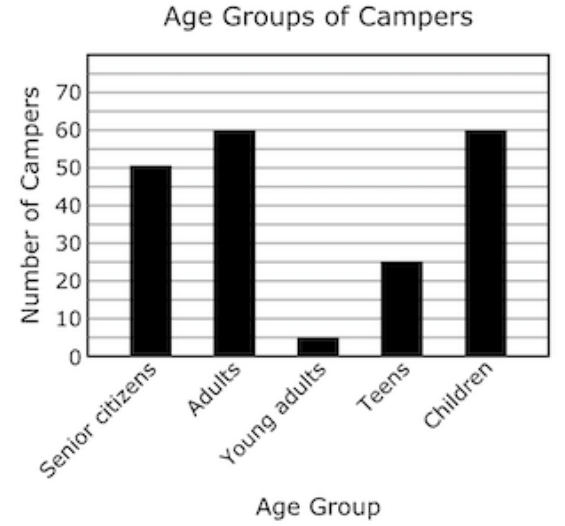 Age Groups of Campers
Number of Campers
70
60
50
40
30
20
10
0
Senior citizens
Adults
Young adults
Teens
Children
Age Group